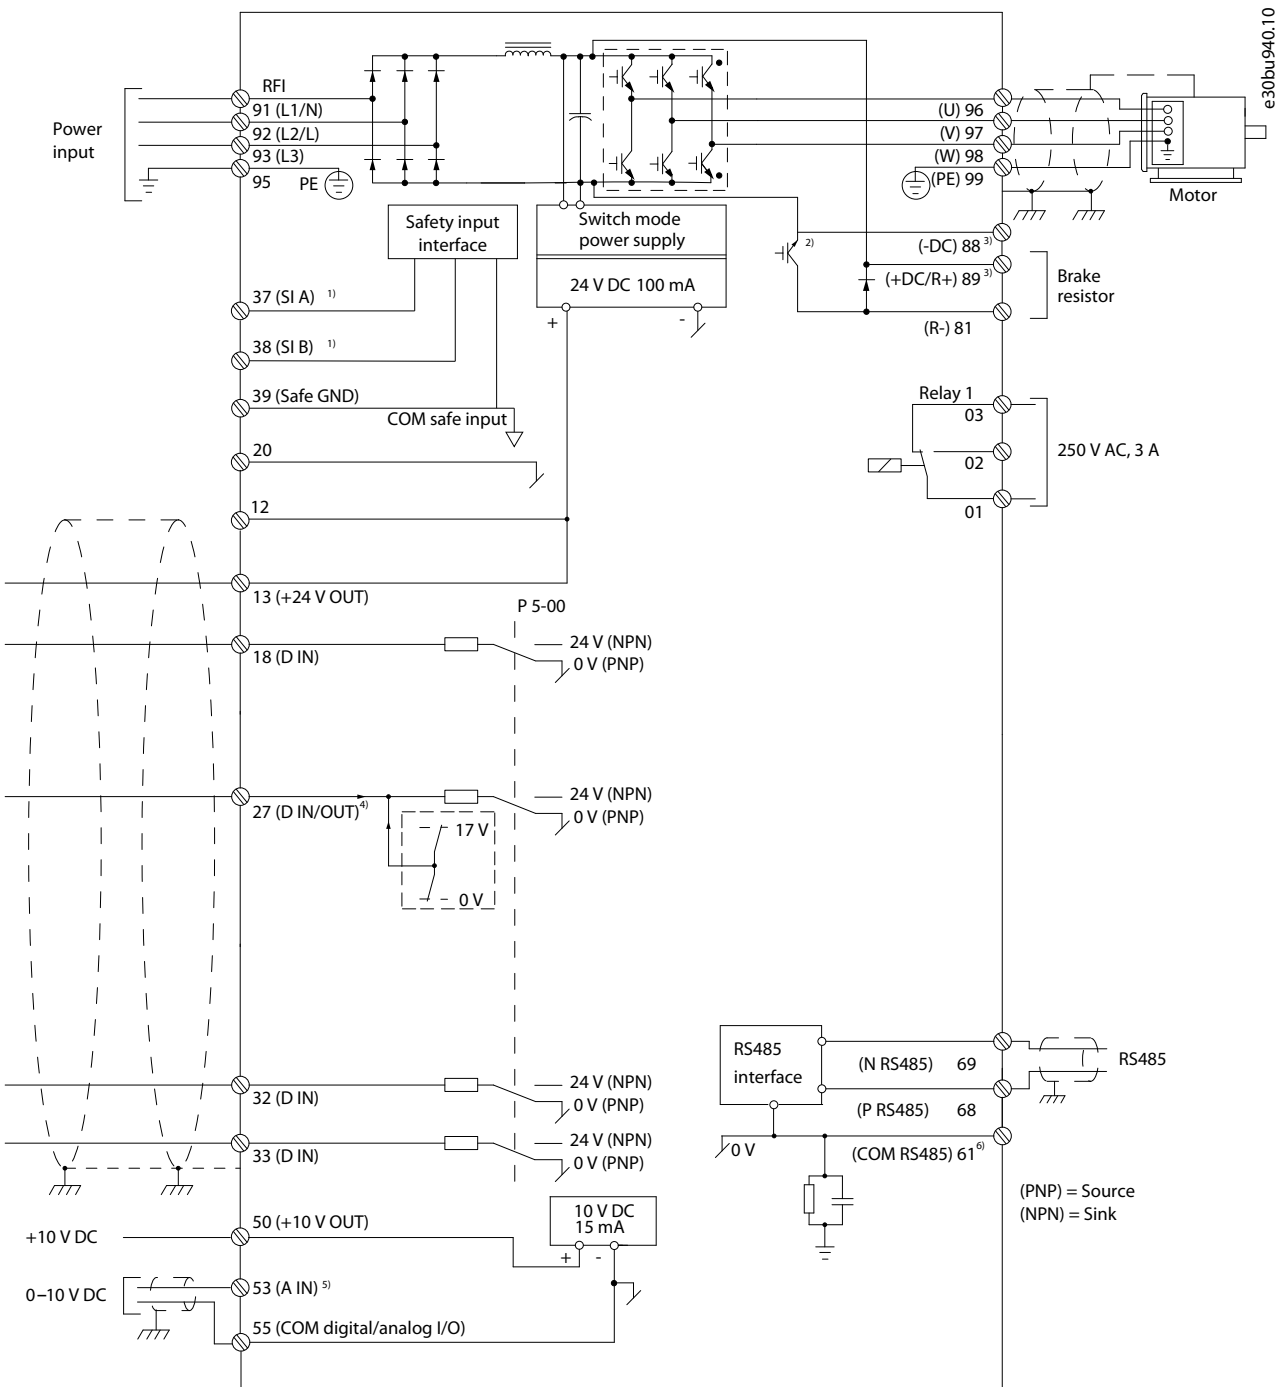 e30bu940.10
RFI
91 (L1/N)
92 (L2/L)
93 (L3)
95
PE
Power
input
(U) 96
(V) 97
(W) 98
(PE) 99
Motor
Safety input
interface
Switch mode
power supply
24 V DC 100 mA
+
-
2)
(-DC) 88 3)
(+DC/R+) 89 3)
(R-) 81
Brake
resistor
37 (SI A) 1)
38 (SI B) 1)
39 (Safe GND)
COM safe input
20
12
13 (+24 V OUT)
Relay 1
03
02
01
250 V AC, 3 A
P 5-00
18 (D IN)
24 V (NPN)
0 V (PNP)
27 (D IN/OUT) 4)
24 V (NPN)
0 V (PNP)
17 V
0 V
32 (D IN)
24 V (NPN)
0 V (PNP)
33 (D IN)
24 V (NPN)
0 V (PNP)
RS485
interface
(N RS485) 69
(P RS485) 68
RS485
0 V
(COM RS485) 61 6)
(PNP) = Source
(NPN) = Sink
10 V DC
15 mA
+
-
50 (+10 V OUT)
+10 V DC
53 (A IN) 5)
0–10 V DC
55 (COM digital/analog I/O)